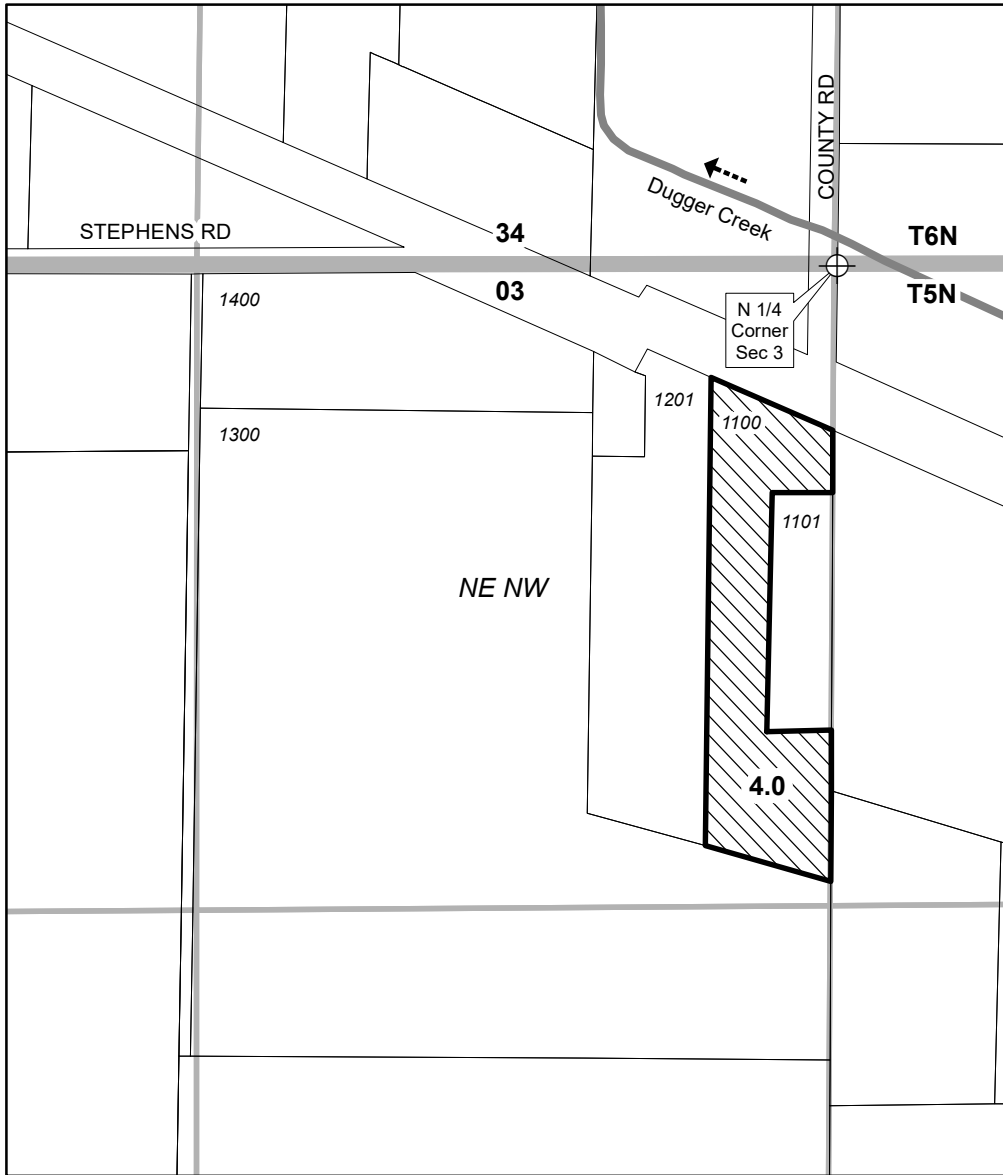 COUNTY RD
Dugger Creek
STEPHENS RD
34
T6N
03
T5N
N 1/4
Corner
Sec 3
1400
1201
1100
1300
1101
NE NW
4.0